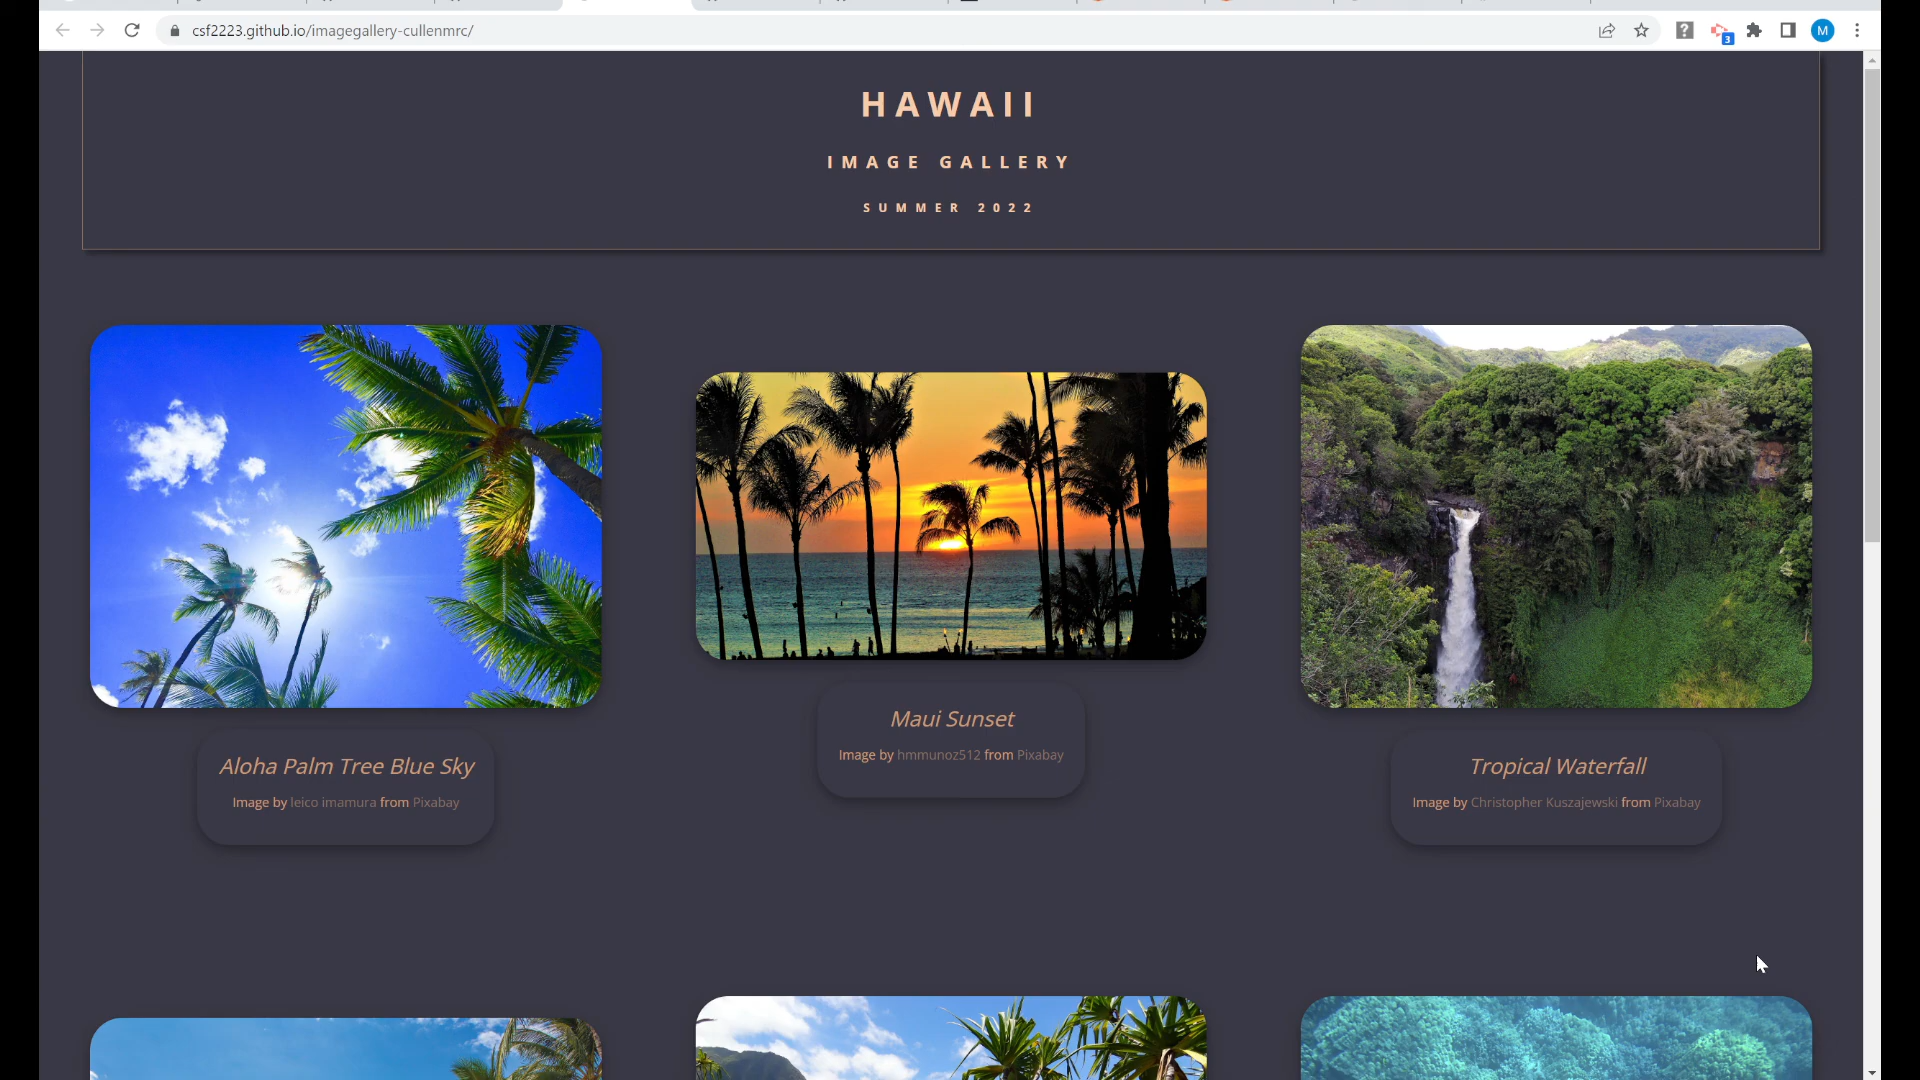 csf2223.github.io/imagegallery-cullenmrc/
3
M
HAWAII
IMAGE GALLERY
SUMMER 2022
Aloha Palm Tree Blue Sky
Image by leico imamura from Pixabay
Maui Sunset
Image by hmmunoz512 from Pixabay
Tropical Waterfall
Image by Christopher Kuszajewski from Pixabay